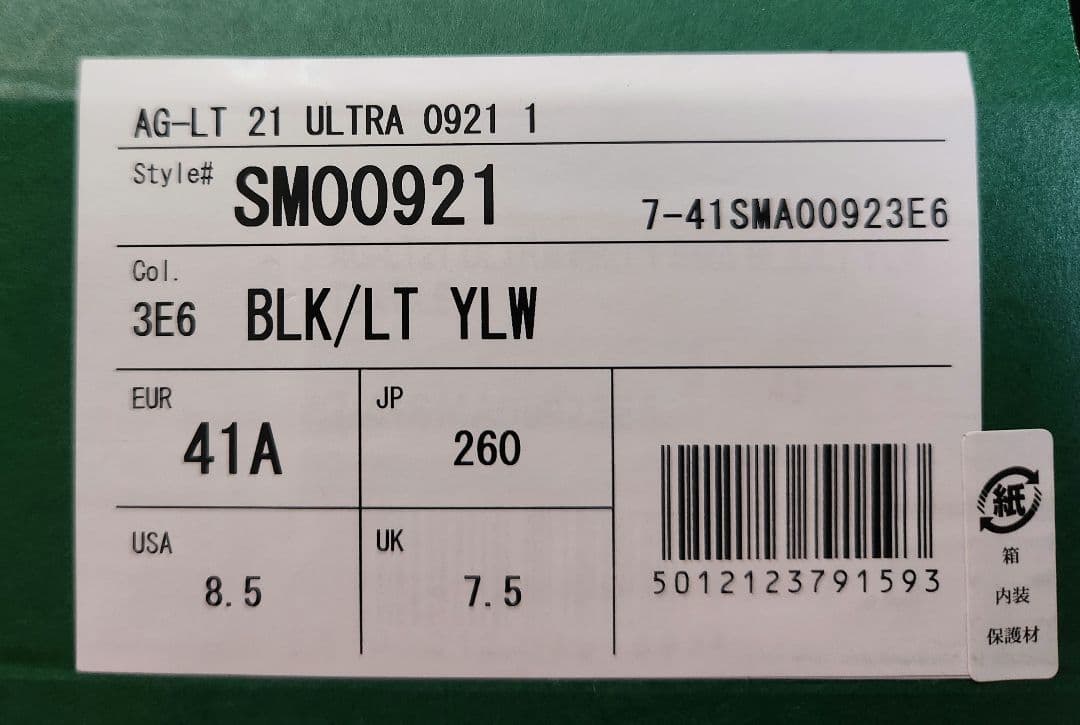 AG-LT 21 ULTRA 0921 1
Style# SM00921 7-41SMA00923E6
Col.
3E6 BLK/LT YLW
EUR JP
41A 260
USA UK
8.5 7.5
5012123791593
紙
箱
内装
保護材